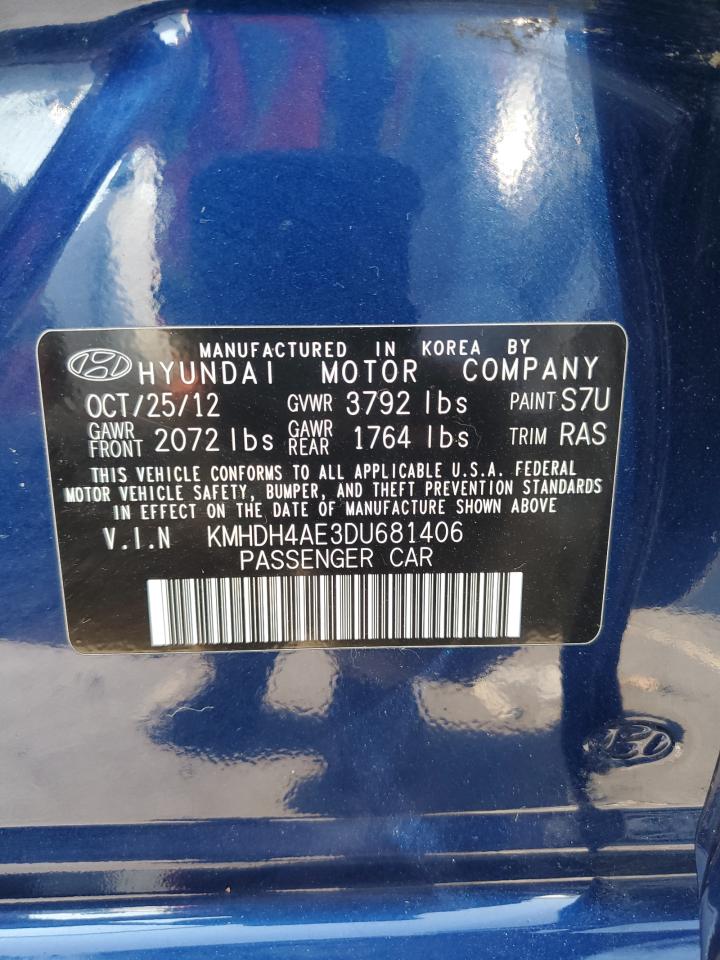 MANUFACTURED IN KOREA BY
HYUNDAI MOTOR COMPANY
OCT/25/12 GVWR 3792 lbs PAINT S7U
GAWR FRONT 2072 lbs GAWR REAR 1764 lbs TRIM RAS
THIS VEHICLE CONFORMS TO ALL APPLICABLE U.S.A. FEDERAL
MOTOR VEHICLE SAFETY, BUMPER, AND THEFT PREVENTION STANDARDS
IN EFFECT ON THE DATE OF MANUFACTURE SHOWN ABOVE
V.I.N KMHDH4AE3DU681406
PASSENGER CAR